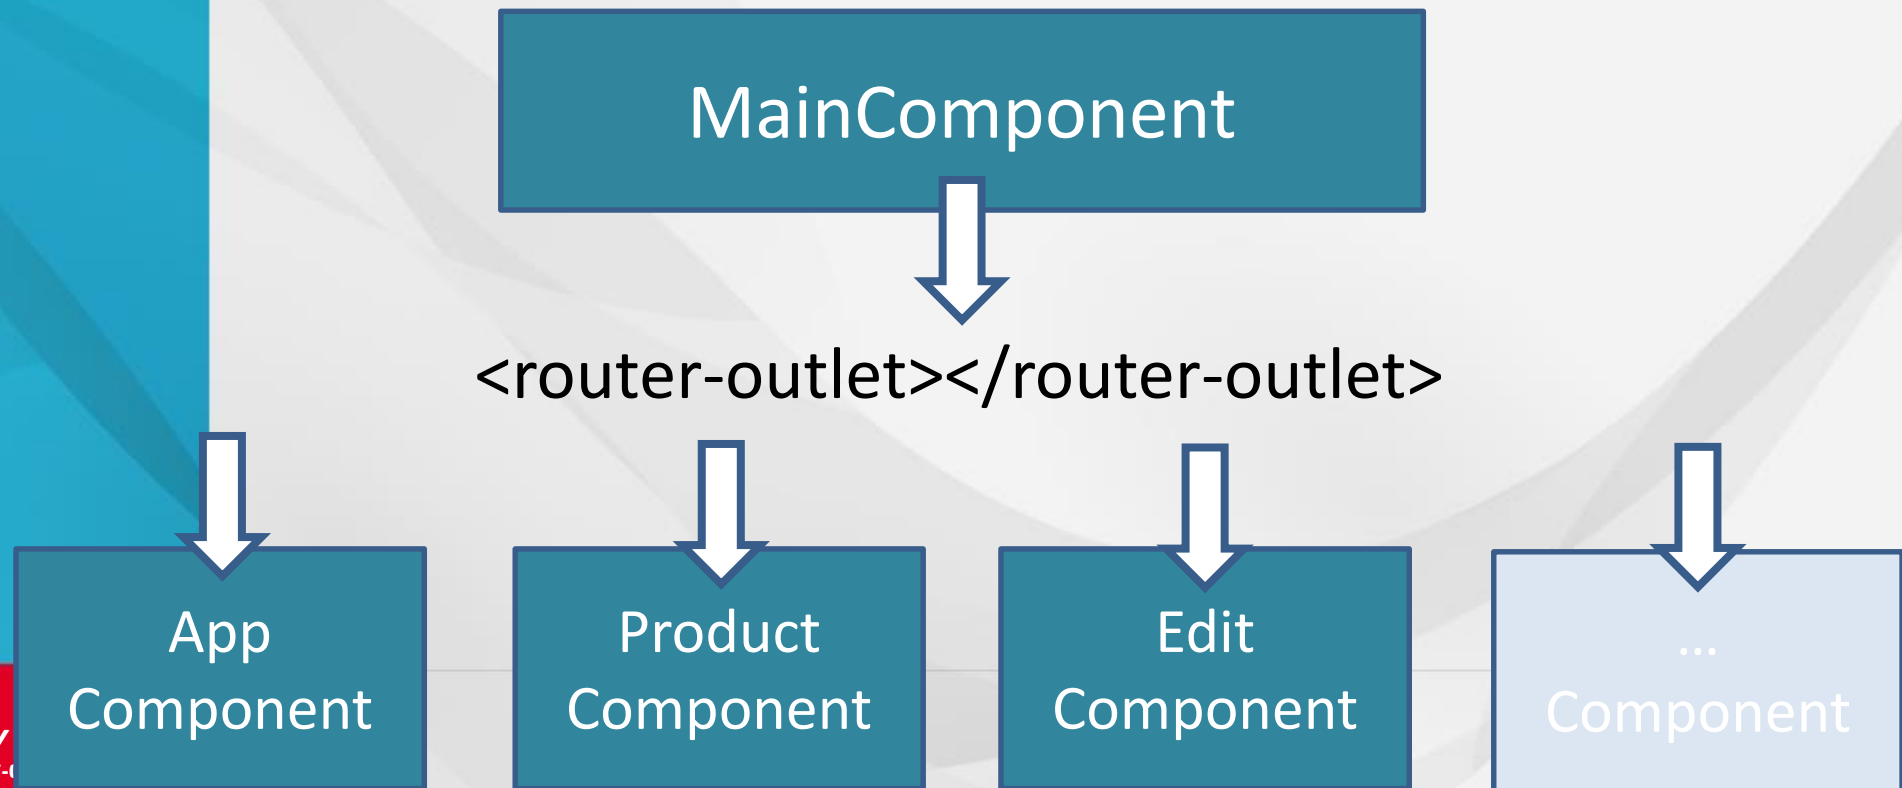 MainComponent
<router-outlet></router-outlet>
App
Component
Product
Component
Edit
Component
...
Component